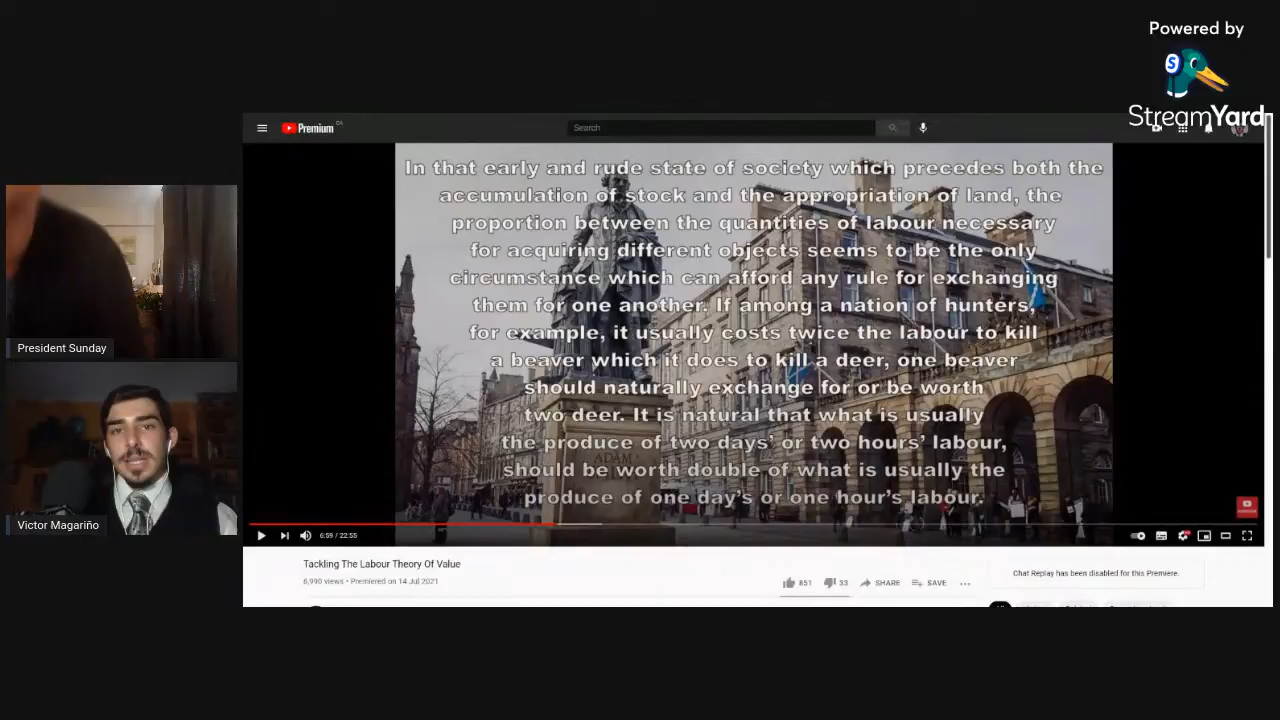 Powered by
StreamYard
Premium
CA
Search
In that early and rude state of society which precedes both the
accumulation of stock and the appropriation of land, the
proportion between the quantities of labour necessary
for acquiring different objects seems to be the only
circumstance which can afford any rule for exchanging
them for one another. If among a nation of hunters,
for example, it usually costs twice the labour to kill
a beaver which it does to kill a deer, one beaver
should naturally exchange for or be worth
two deer. It is natural that what is usually
the produce of two days' or two hours' labour,
should be worth double of what is usually the
produce of one day's or one hour's labour.
ADAM
President Sunday
Victor Magariño
6:59 / 22:55
Tackling The Labour Theory Of Value
6,990 views • Premiered on 14 Jul 2021
851
33
SHARE
SAVE
Chat Replay has been disabled for this Premiere.